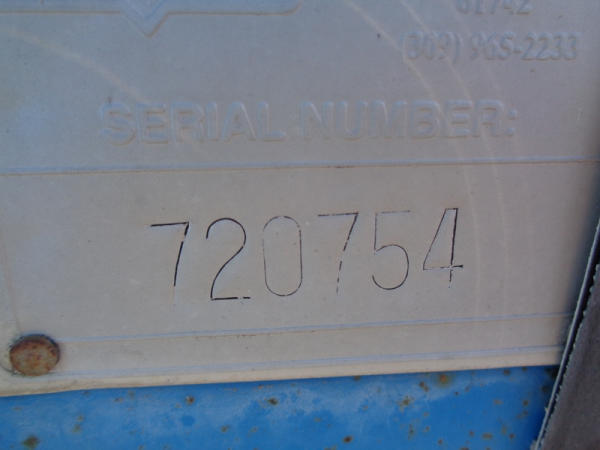 61742
(309) 965-2233
SERIAL NUMBER:
720754